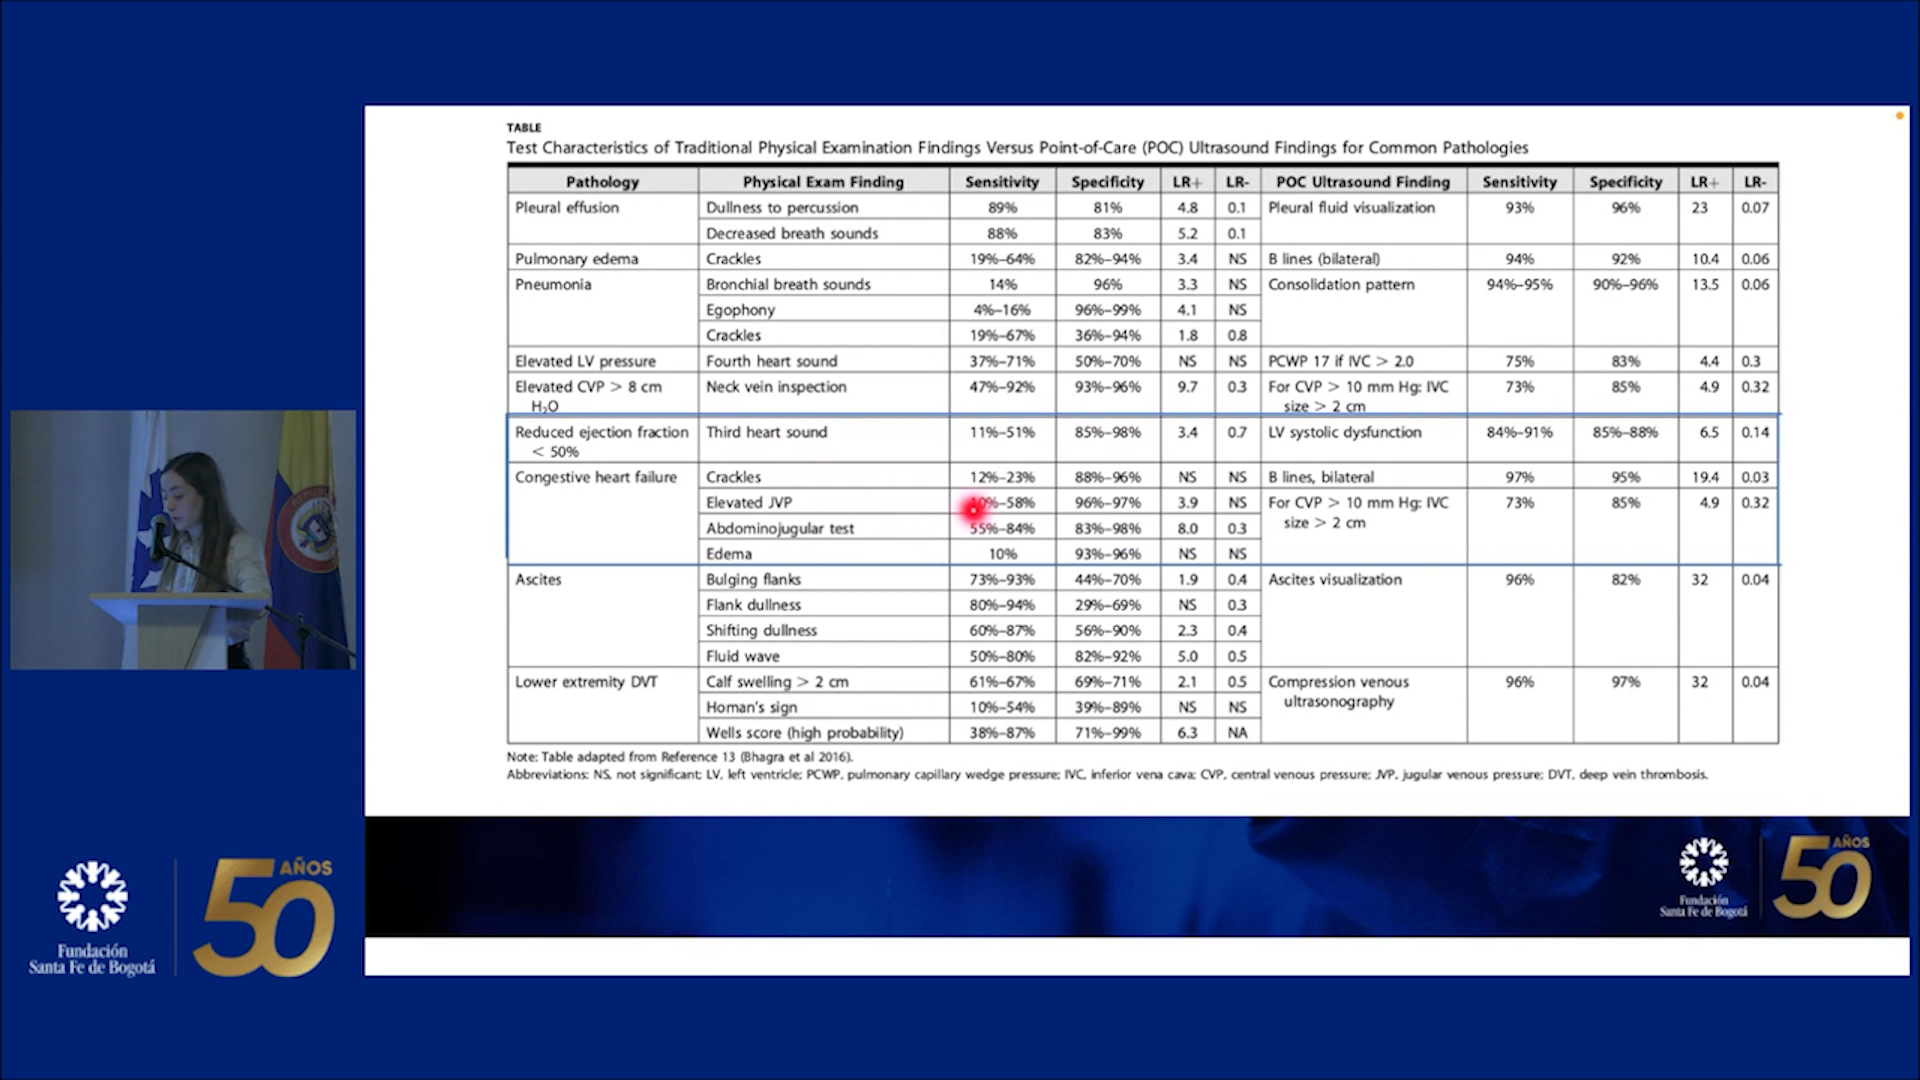 TABLE
Test Characteristics of Traditional Physical Examination Findings Versus Point-of-Care (POC) Ultrasound Findings for Common Pathologies
Pathology Physical Exam Finding Sensitivity Specificity LR+ LR- POC Ultrasound Finding Sensitivity Specificity LR+ LR-
Pleural effusion Dullness to percussion 89% 81% 4.8 0.1 Pleural fluid visualization 93% 96% 23 0.07
Decreased breath sounds 88% 83% 5.2 0.1
Pulmonary edema Crackles 19%–64% 82%–94% 3.4 NS B lines (bilateral) 94% 92% 10.4 0.06
Pneumonia Bronchial breath sounds 14% 96% 3.3 NS Consolidation pattern 94%–95% 90%–96% 13.5 0.06
Egophony 4%–16% 96%–99% 4.1 NS
Crackles 19%–67% 36%–94% 1.8 0.8
Elevated LV pressure Fourth heart sound 37%–71% 50%–70% NS NS PCWP 17 if IVC > 2.0 75% 83% 4.4 0.3
Elevated CVP > 8 cm Neck vein inspection 47%–92% 93%–96% 9.7 0.3 For CVP > 10 mm Hg: IVC 73% 85% 4.9 0.32
H₂O size > 2 cm
Reduced ejection fraction Third heart sound 11%–51% 85%–98% 3.4 0.7 LV systolic dysfunction 84%–91% 85%–88% 6.5 0.14
< 50%
Congestive heart failure Crackles 12%–23% 88%–96% NS NS B lines, bilateral 97% 95% 19.4 0.03
Elevated JVP 10%–58% 96%–97% 3.9 NS For CVP > 10 mm Hg: IVC 73% 85% 4.9 0.32
size > 2 cm
Abdominojugular test 55%–84% 83%–98% 8.0 0.3
Edema 10% 93%–96% NS NS
Ascites Bulging flanks 73%–93% 44%–70% 1.9 0.4 Ascites visualization 96% 82% 32 0.04
Flank dullness 80%–94% 29%–69% NS 0.3
Shifting dullness 60%–87% 56%–90% 2.3 0.4
Fluid wave 50%–80% 82%–92% 5.0 0.5
Lower extremity DVT Calf swelling > 2 cm 61%–67% 69%–71% 2.1 0.5 Compression venous 96% 97% 32 0.04
ultrasonography
Homan's sign 10%–54% 39%–89% NS NS
Wells score (high probability) 38%–87% 71%–99% 6.3 NA
Note: Table adapted from Reference 13 (Bhagra et al 2016).
Abbreviations: NS, not significant; LV, left ventricle; PCWP, pulmonary capillary wedge pressure; IVC, inferior vena cava; CVP, central venous pressure; JVP, jugular venous pressure; DVT, deep vein thrombosis.
Fundación
Santa Fe de Bogotá
50 AÑOS
Fundación
Santa Fe de Bogotá
50 AÑOS